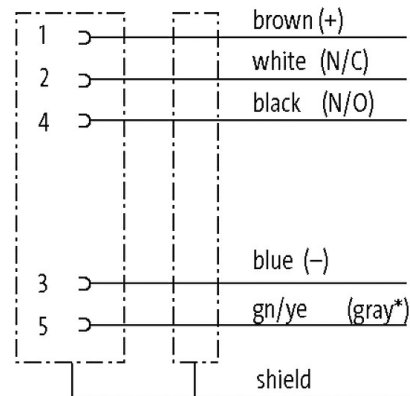 1 brown (+)
2 white (N/C)
4 black (N/O)
3 blue (–)
5 gn/ye (gray*)
shield